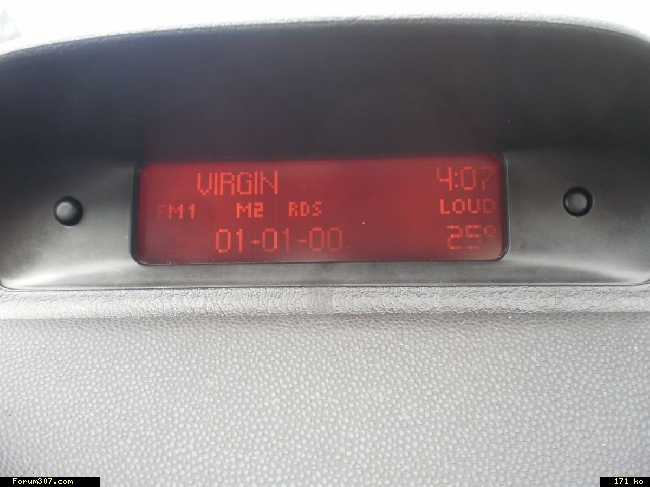 VIRGIN 4:07
FM1 M2 RDS LOUD
01-01-00 25°
Forum307.com 171 ko